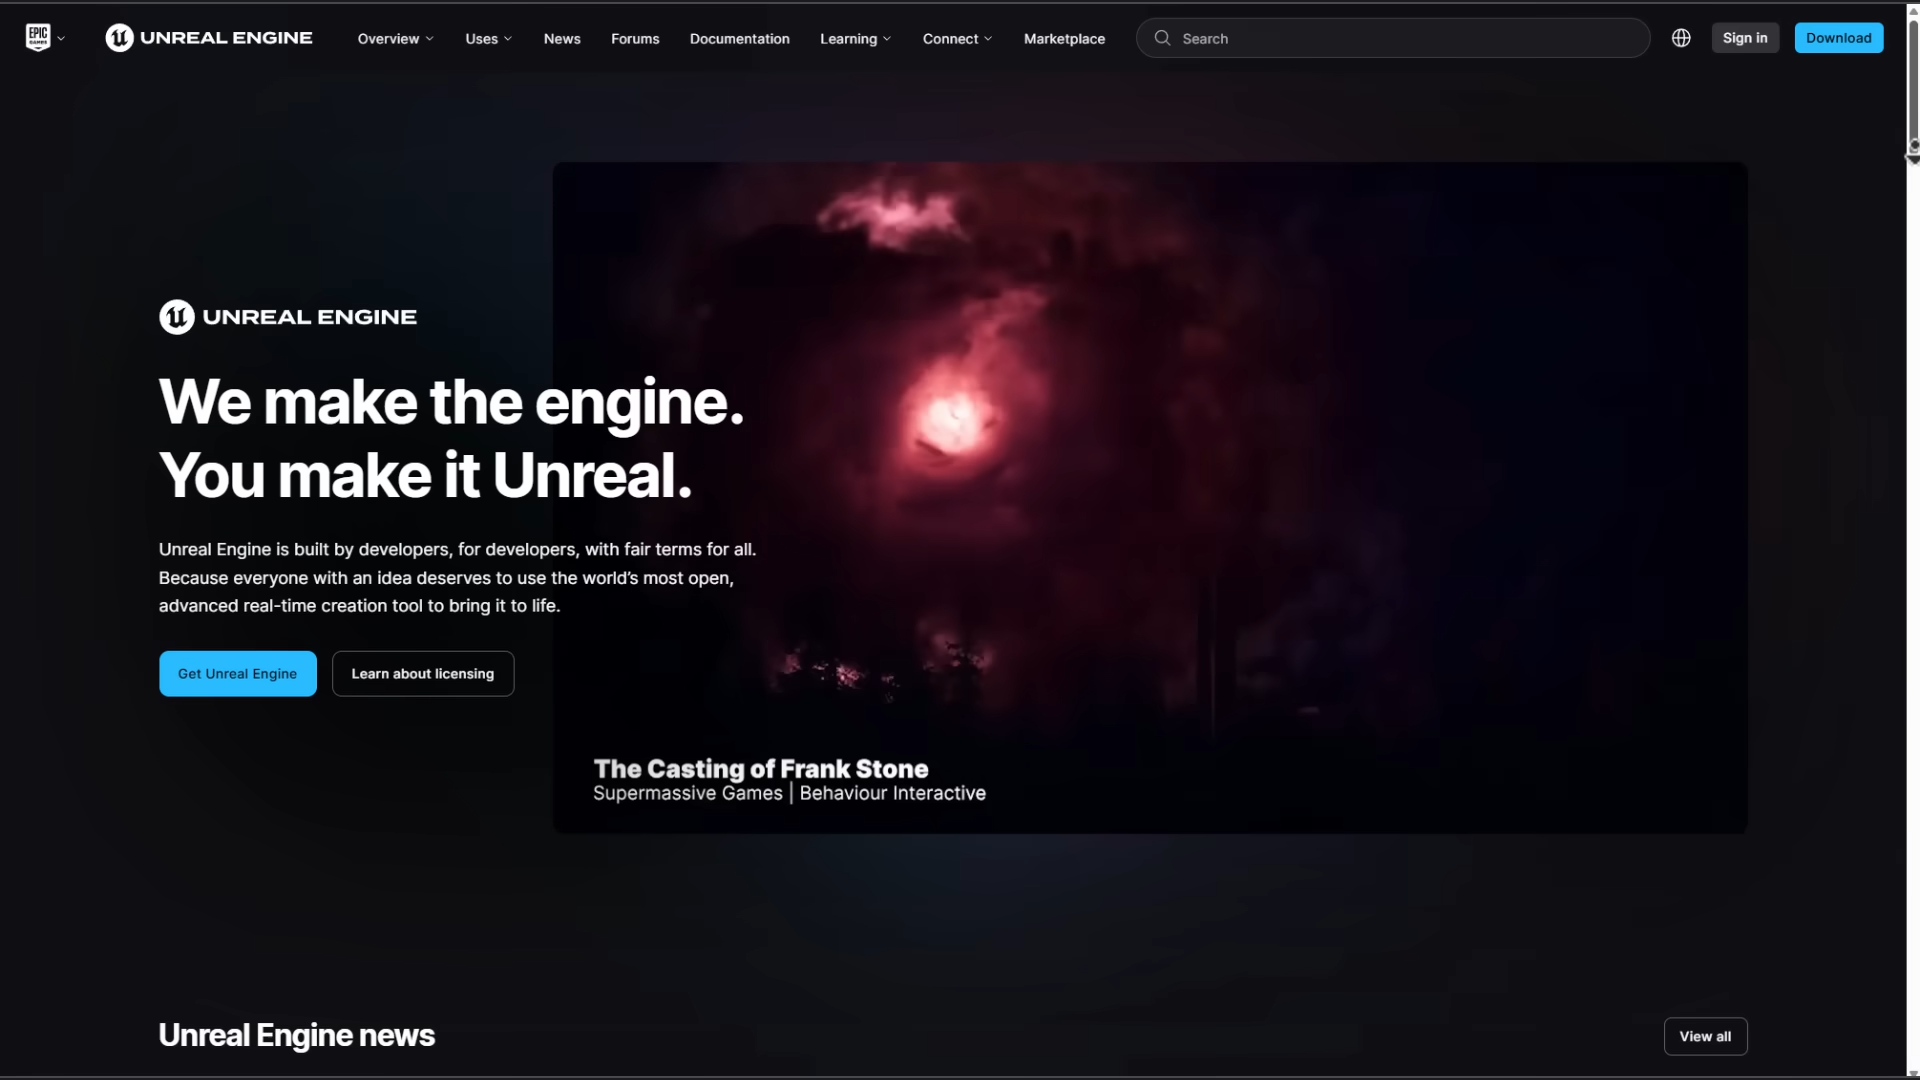 EPIC GAMES
UNREAL ENGINE
Overview
Uses
News
Forums
Documentation
Learning
Connect
Marketplace
Search
Sign in
Download
UNREAL ENGINE
We make the engine.
You make it Unreal.
Unreal Engine is built by developers, for developers, with fair terms for all.
Because everyone with an idea deserves to use the world’s most open,
advanced real-time creation tool to bring it to life.
Get Unreal Engine
Learn about licensing
The Casting of Frank Stone
Supermassive Games | Behaviour Interactive
Unreal Engine news
View all